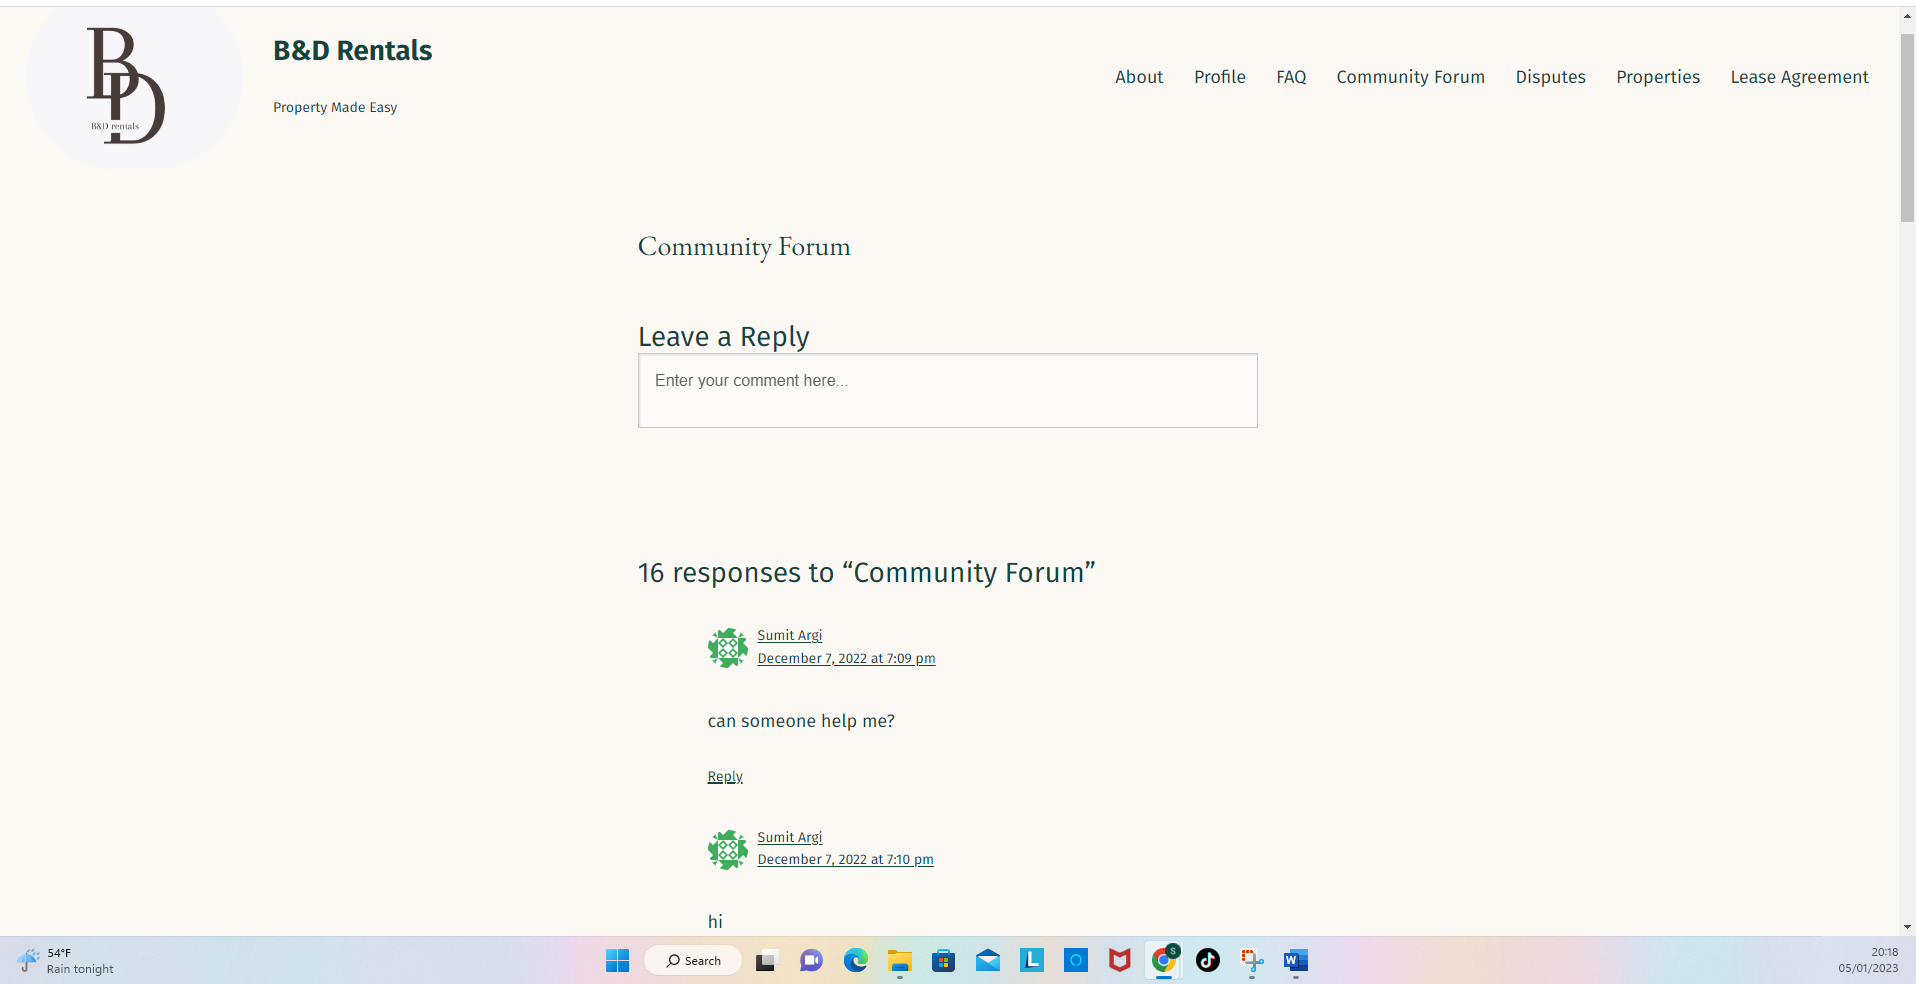 B&D Rentals
Property Made Easy
B&D rentals
About Profile FAQ Community Forum Disputes Properties Lease Agreement
Community Forum
Leave a Reply
Enter your comment here...
16 responses to “Community Forum”
Sumit Argi
December 7, 2022 at 7:09 pm
can someone help me?
Reply
Sumit Argi
December 7, 2022 at 7:10 pm
hi
54°F
Rain tonight
Search
20:18
05/01/2023